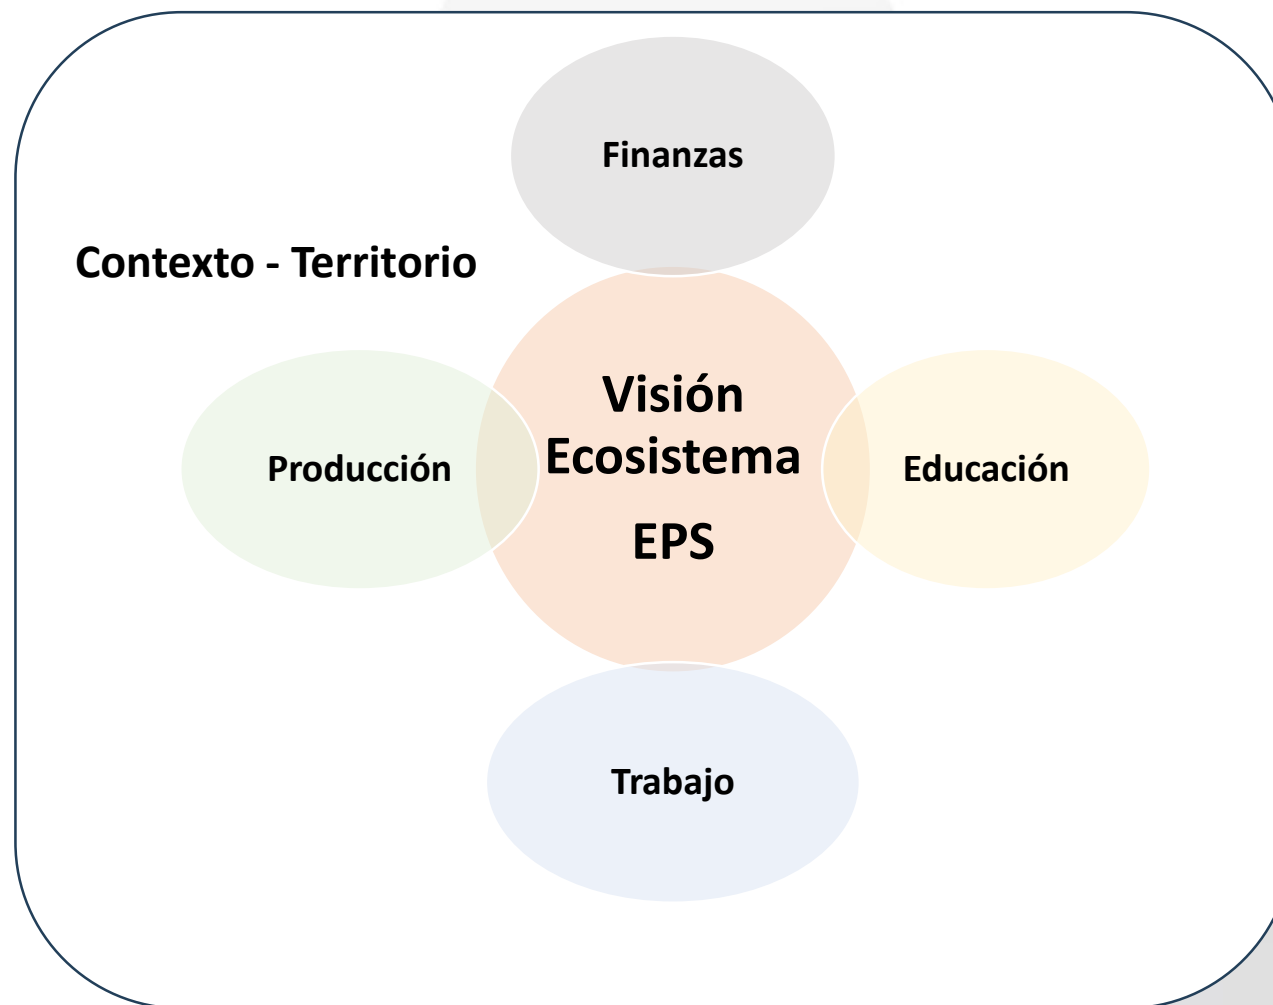 Finanzas
Contexto - Territorio
Visión
Ecosistema
EPS
Producción
Educación
Trabajo